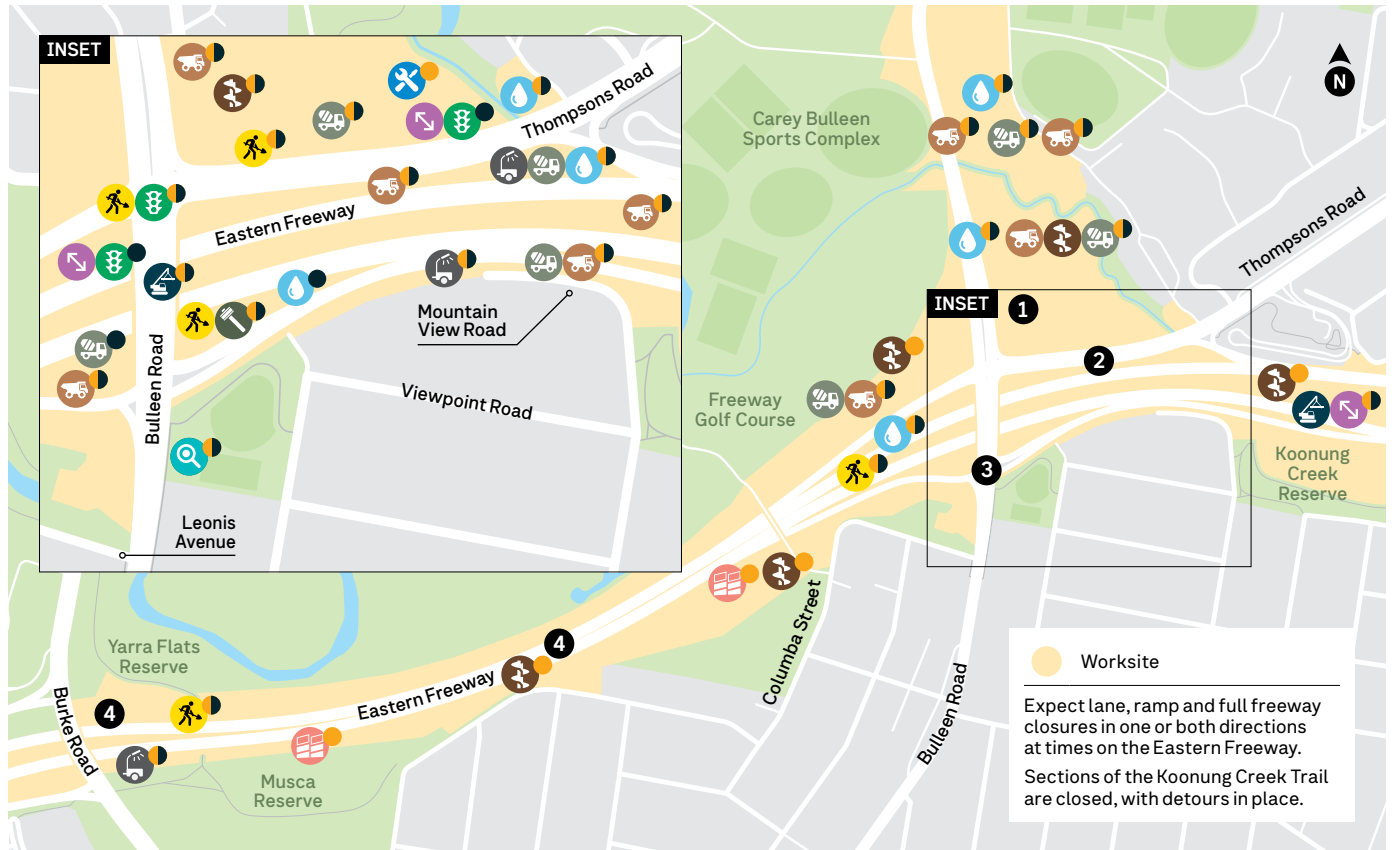 INSET
Thompsons Road
Eastern Freeway
Mountain
View Road
Viewpoint Road
Bulleen Road
Leonis
Avenue
N
Carey Bulleen
Sports Complex
Thompsons Road
INSET
1
2
3
Freeway
Golf Course
Koonung
Creek
Reserve
Columba Street
Bulleen Road
Yarra Flats
Reserve
4
4
Eastern Freeway
Burke Road
Musca
Reserve
Worksite
Expect lane, ramp and full freeway
closures in one or both directions
at times on the Eastern Freeway.
Sections of the Koonung Creek Trail
are closed, with detours in place.